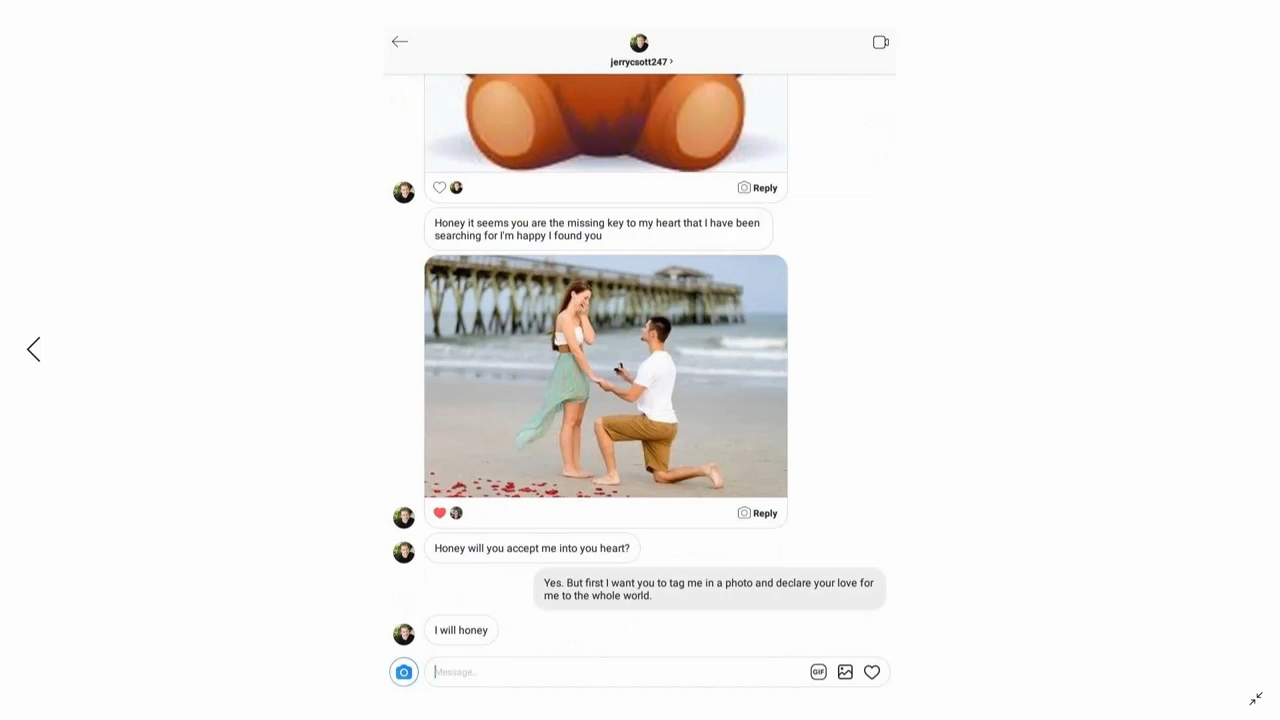 jerrycsott247
Reply
Honey it seems you are the missing key to my heart that I have been
searching for I'm happy I found you
Reply
Honey will you accept me into you heart?
Yes. But first I want you to tag me in a photo and declare your love for
me to the whole world.
I will honey
Message..
GIF